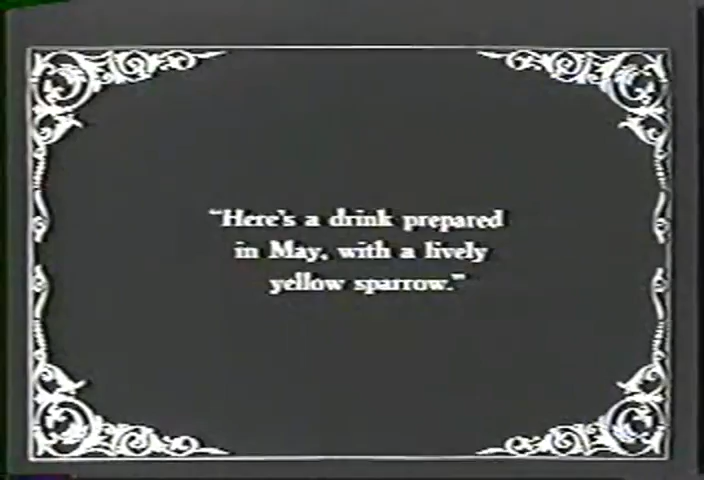 “Here's a drink prepared
in May, with a lively
yellow sparrow.”